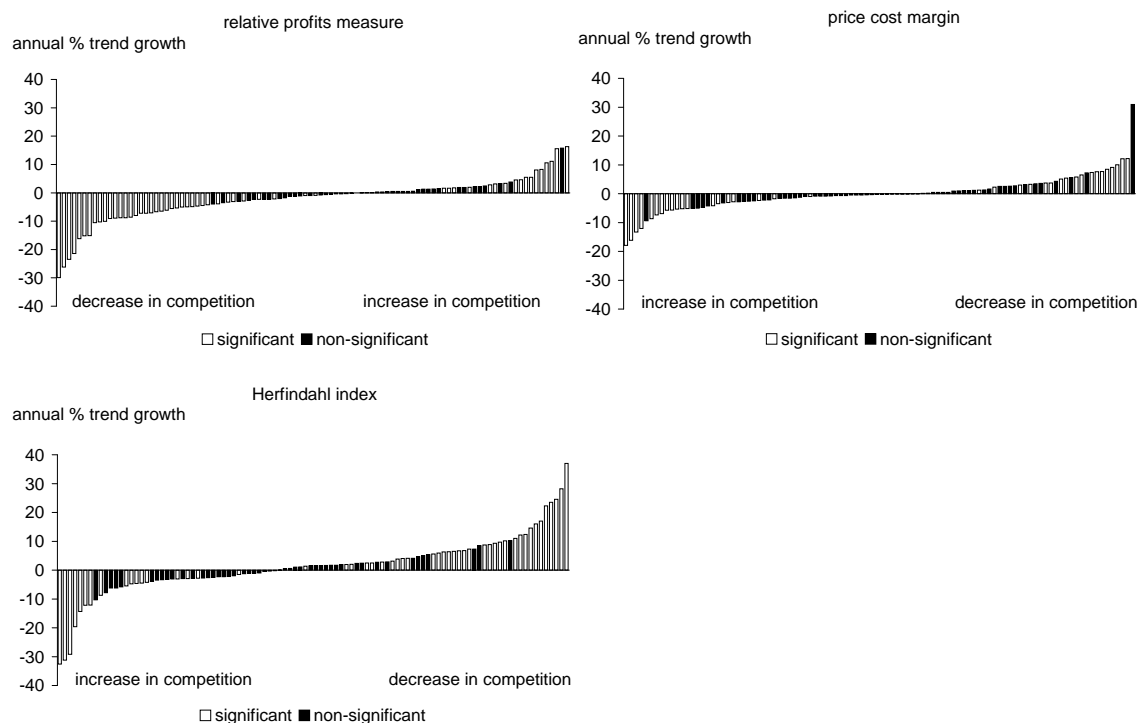 relative profits measure
annual % trend growth
40
30
20
10
0
-10
-20
-30
-40
decrease in competition increase in competition
significant non-significant
price cost margin
annual % trend growth
40
30
20
10
0
-10
-20
-30
-40
increase in competition decrease in competition
significant non-significant
Herfindahl index
annual % trend growth
40
30
20
10
0
-10
-20
-30
-40
increase in competition decrease in competition
significant non-significant